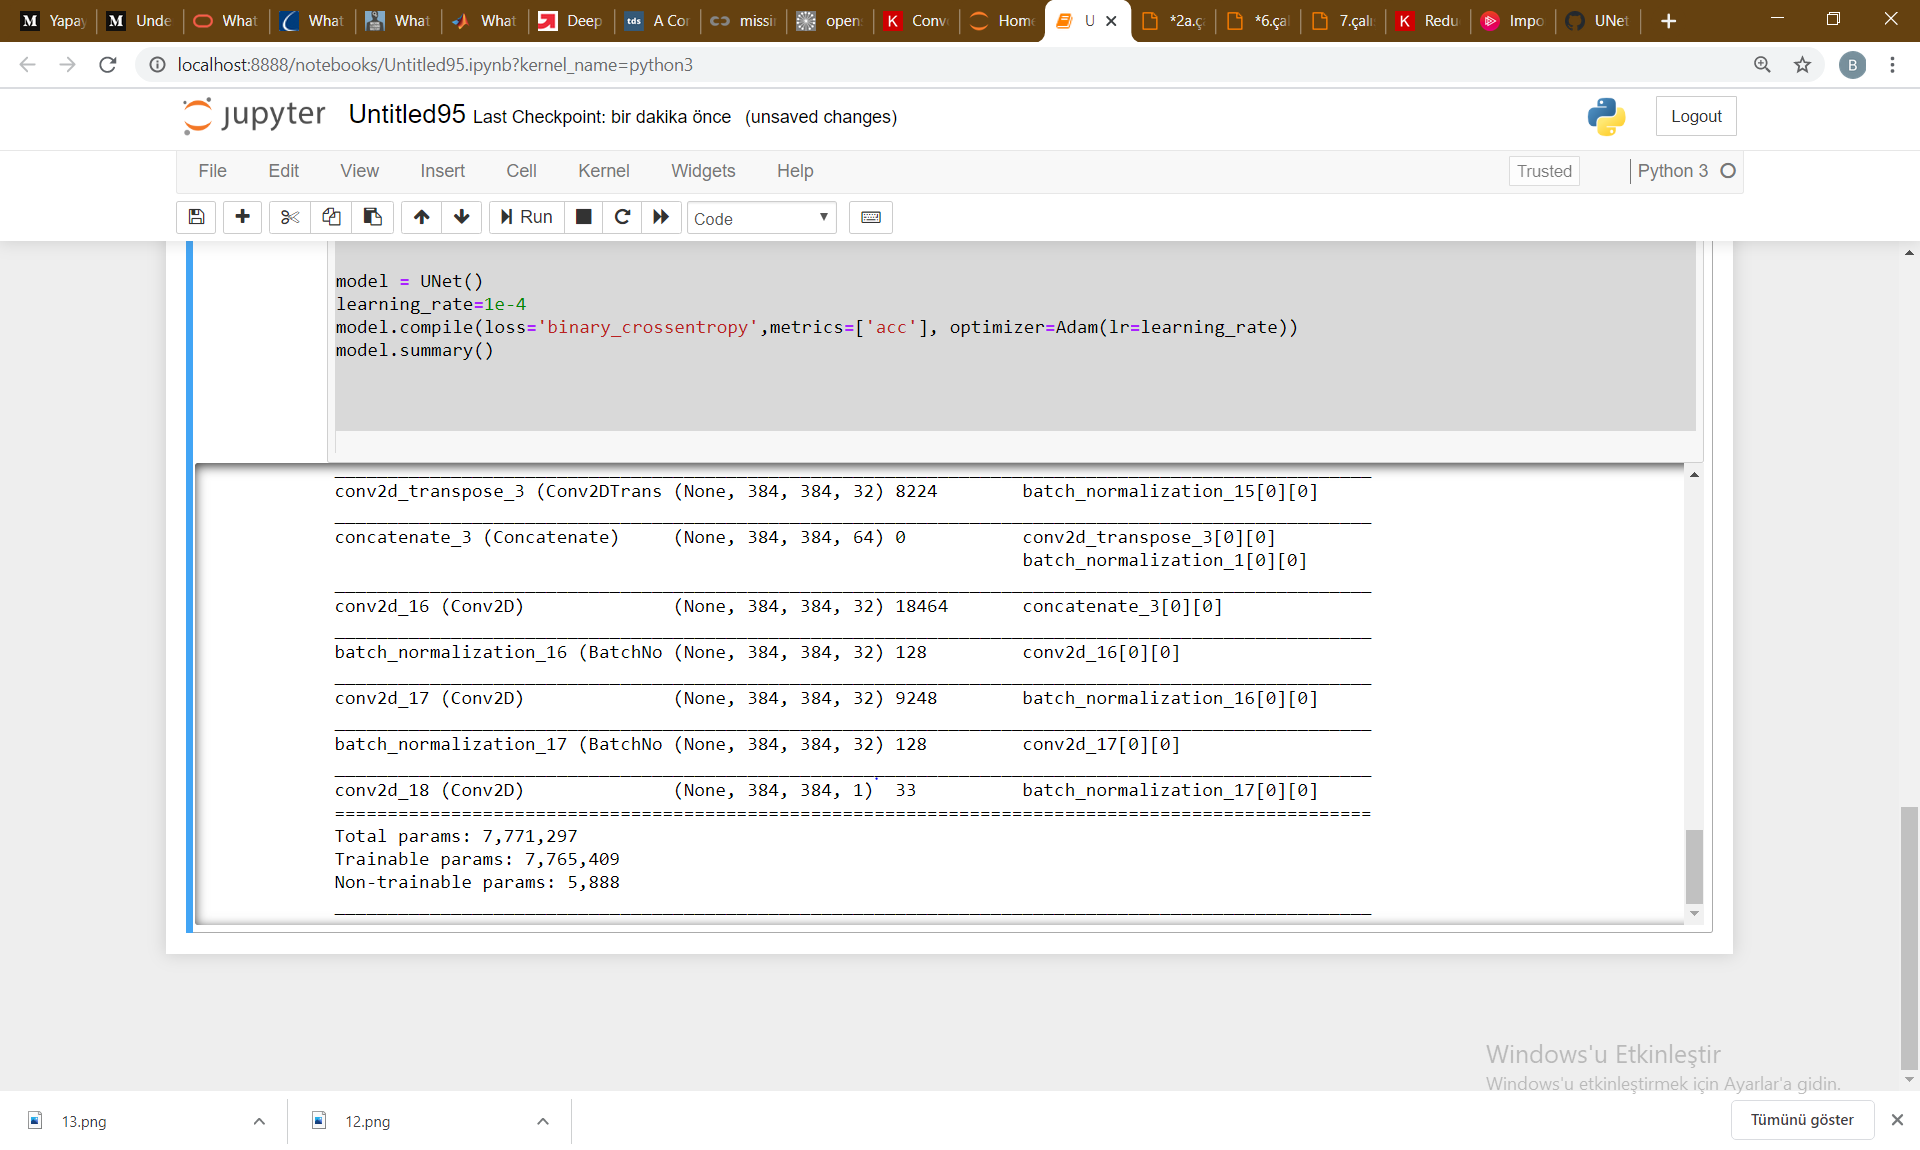 Yapay
Unde
What
What
What
What
Deep
A Cor
missi
open
Conv
Home
U
*2a.ç
*6.çal
7.çalı
Redu
Impo
UNet
localhost:8888/notebooks/Untitled95.ipynb?kernel_name=python3
B
jupyter Untitled95 Last Checkpoint: bir dakika önce (unsaved changes)
Logout
File Edit View Insert Cell Kernel Widgets Help
Trusted
Python 3
Run
Code
model = UNet()
learning_rate=1e-4
model.compile(loss='binary_crossentropy',metrics=['acc'], optimizer=Adam(lr=learning_rate))
model.summary()
conv2d_transpose_3 (Conv2DTrans (None, 384, 384, 32) 8224 batch_normalization_15[0][0]
concatenate_3 (Concatenate) (None, 384, 384, 64) 0 conv2d_transpose_3[0][0]
batch_normalization_1[0][0]
conv2d_16 (Conv2D) (None, 384, 384, 32) 18464 concatenate_3[0][0]
batch_normalization_16 (BatchNo (None, 384, 384, 32) 128 conv2d_16[0][0]
conv2d_17 (Conv2D) (None, 384, 384, 32) 9248 batch_normalization_16[0][0]
batch_normalization_17 (BatchNo (None, 384, 384, 32) 128 conv2d_17[0][0]
conv2d_18 (Conv2D) (None, 384, 384, 1) 33 batch_normalization_17[0][0]
Total params: 7,771,297
Trainable params: 7,765,409
Non-trainable params: 5,888
Windows'u Etkinleştir
Windows'u etkinleştirmek için Ayarlar'a gidin.
13.png
12.png
Tümünü göster